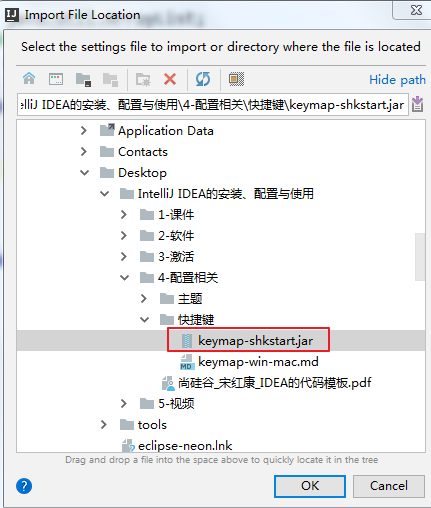 Import File Location
Select the settings file to import or directory where the file is located
Hide path
elliJ IDEA的安装、配置与使用\4-配置相关\快捷键\keymap-shkstart.jar
Application Data
Contacts
Desktop
IntelliJ IDEA的安装、配置与使用
1-课件
2-软件
3-激活
4-配置相关
主题
快捷键
keymap-shkstart.jar
MD keymap-win-mac.md
尚硅谷_宋红康_IDEA的代码模板.pdf
5-视频
tools
eclipse-neon.lnk
Drag and drop a file into the space above to quickly locate it in the tree
? OK Cancel